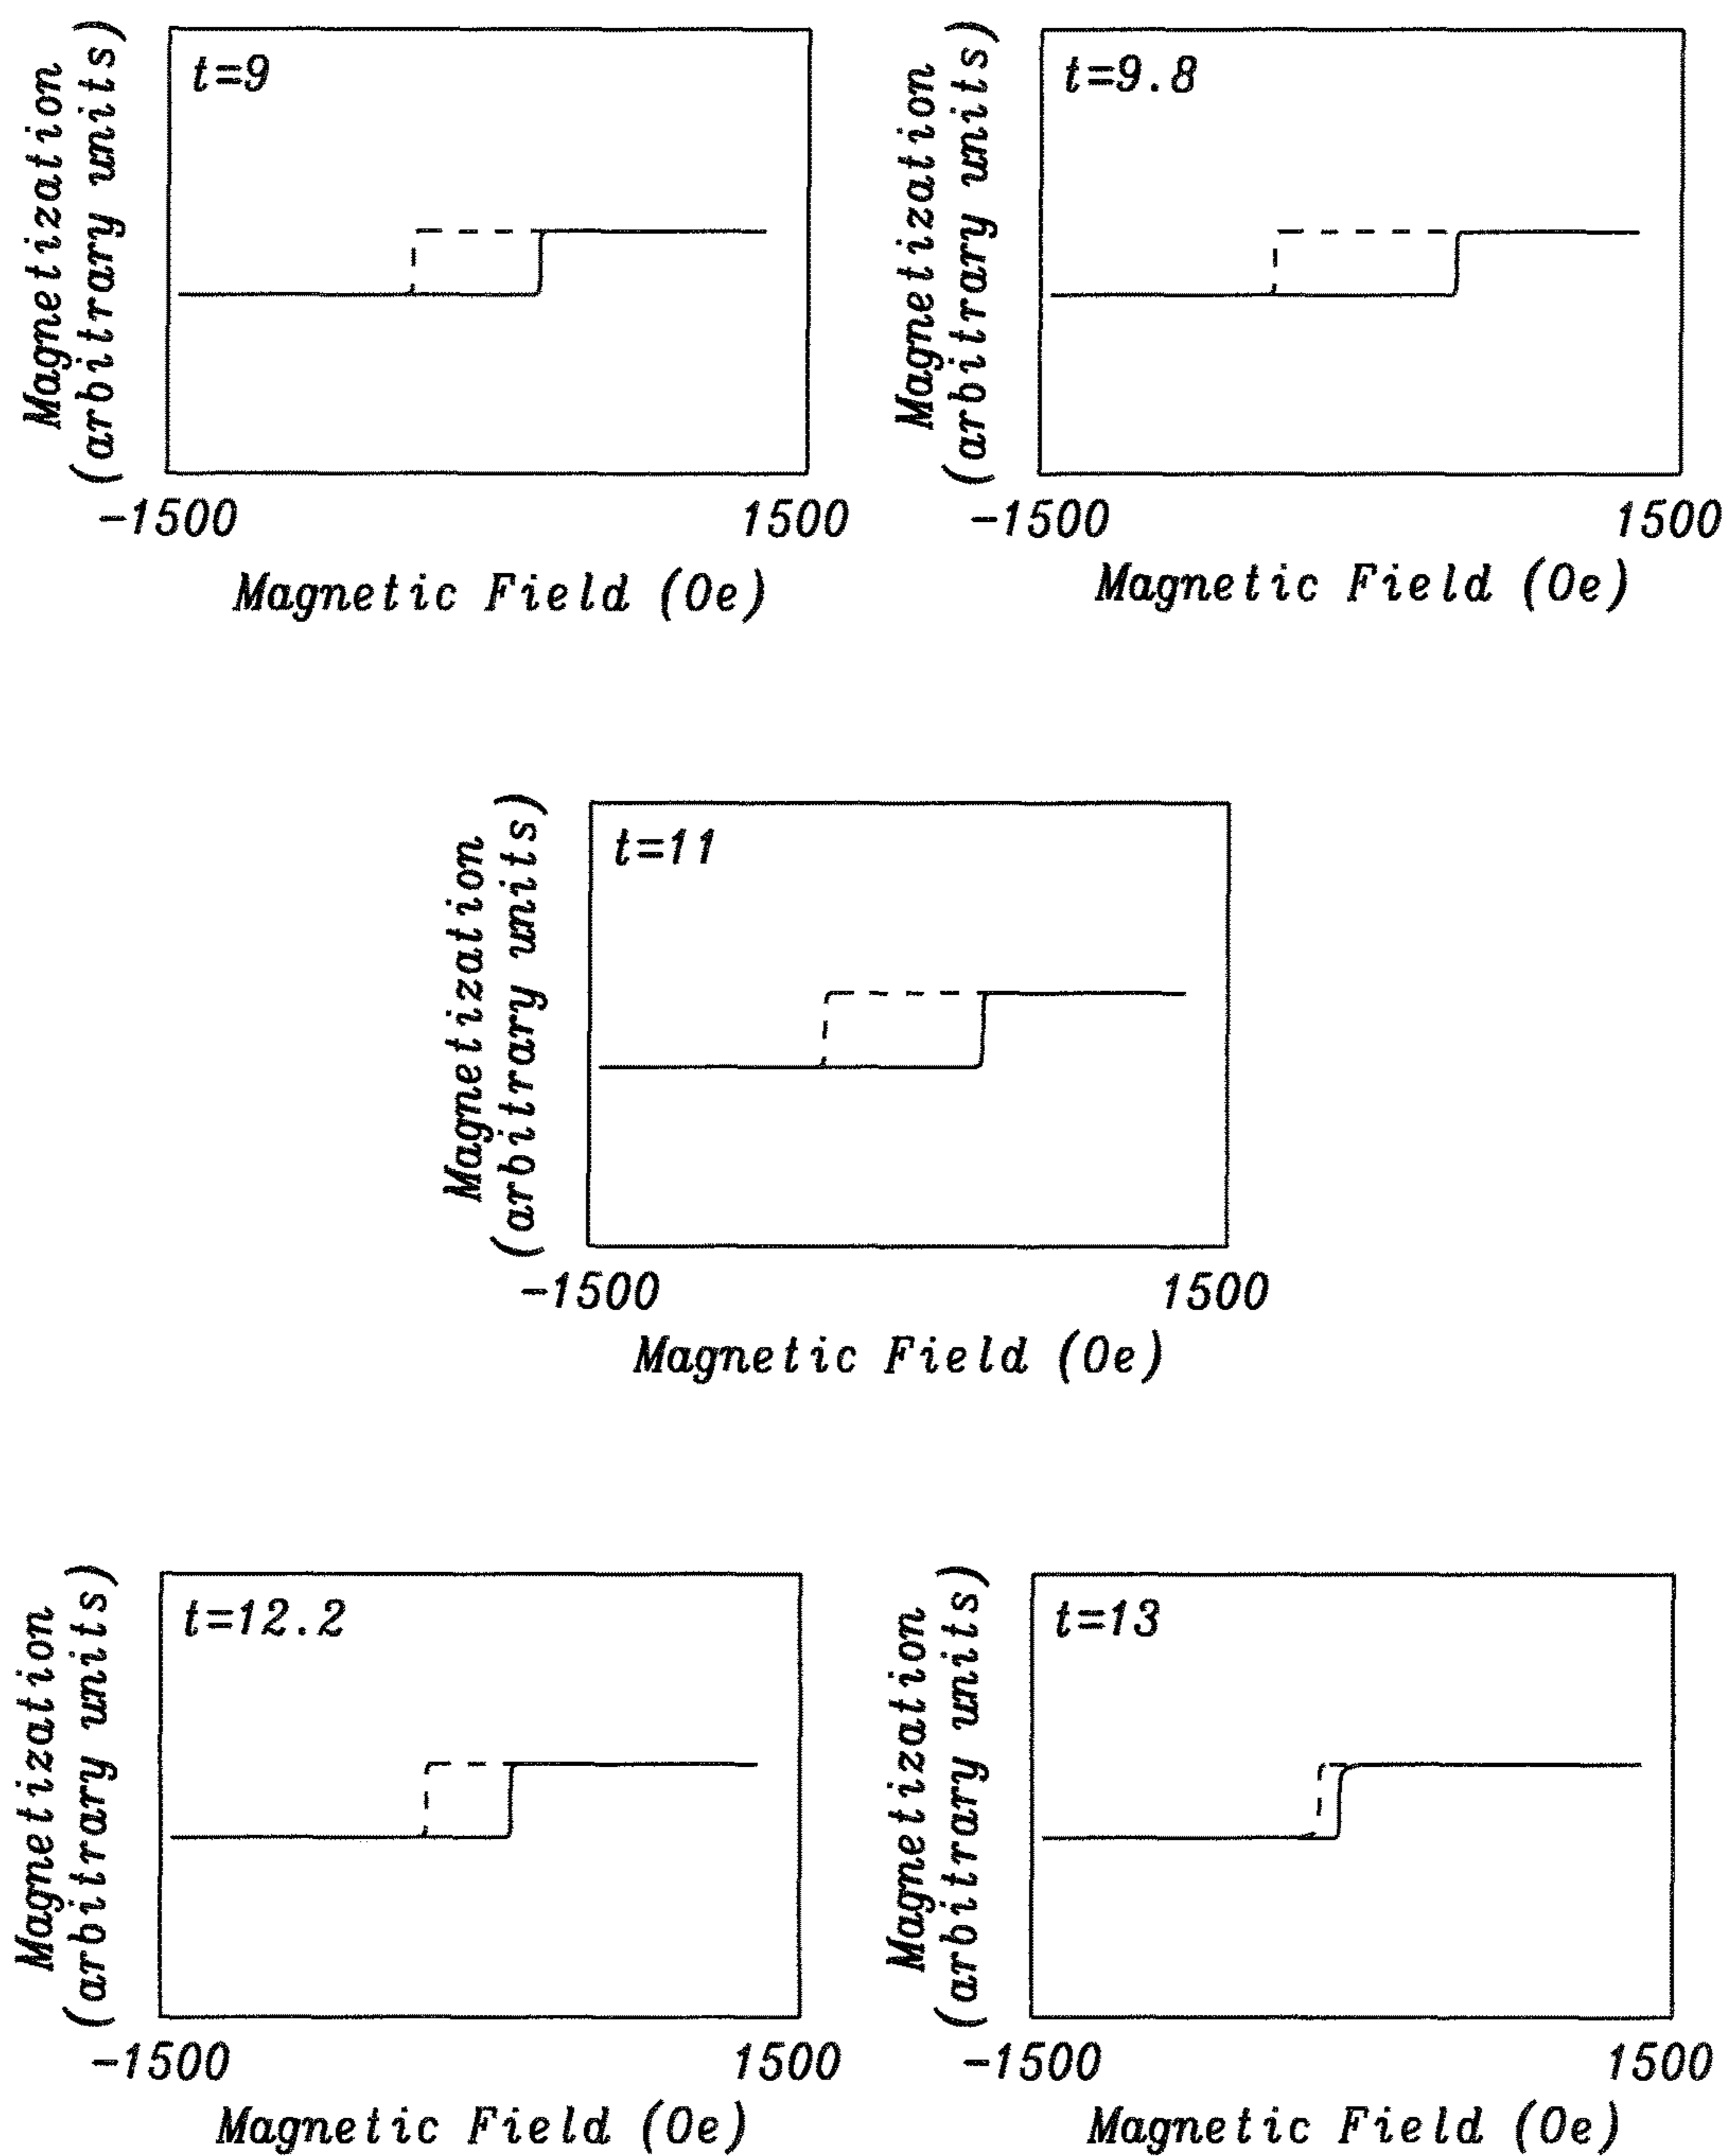 Magnetization
(arbitrary units)
t=9
-1500
1500
Magnetic Field (Oe)
Magnetization
(arbitrary units)
t=9.8
-1500
1500
Magnetic Field (Oe)
Magnetization
(arbitrary units)
t=11
-1500
1500
Magnetic Field (Oe)
Magnetization
(arbitrary units)
t=12.2
-1500
1500
Magnetic Field (Oe)
Magnetization
(arbitrary units)
t=13
-1500
1500
Magnetic Field (Oe)